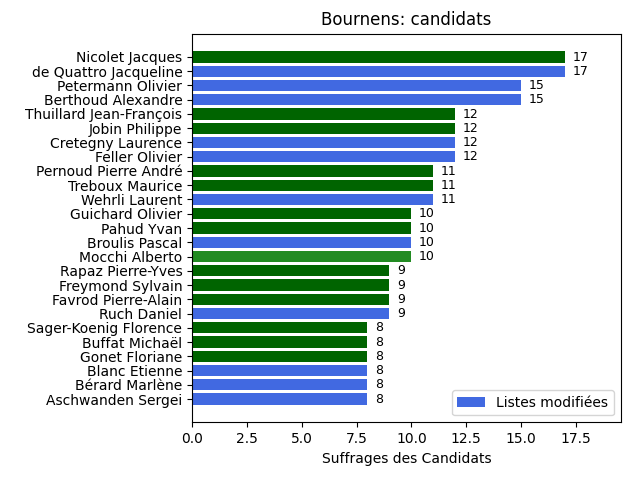 Bournens: candidats
Nicolet Jacques 17
de Quattro Jacqueline 17
Petermann Olivier 15
Berthoud Alexandre 15
Thuillard Jean-François 12
Jobin Philippe 12
Cretegny Laurence 12
Feller Olivier 12
Pernoud Pierre André 11
Treboux Maurice 11
Wehrli Laurent 11
Guichard Olivier 10
Pahud Yvan 10
Broulis Pascal 10
Mocchi Alberto 10
Rapaz Pierre-Yves 9
Freymond Sylvain 9
Favrod Pierre-Alain 9
Ruch Daniel 9
Sager-Koenig Florence 8
Buffat Michaël 8
Gonet Floriane 8
Blanc Etienne 8
Bérard Marlène 8
Aschwanden Sergei 8
Listes modifiées
0.0 2.5 5.0 7.5 10.0 12.5 15.0 17.5
Suffrages des Candidats